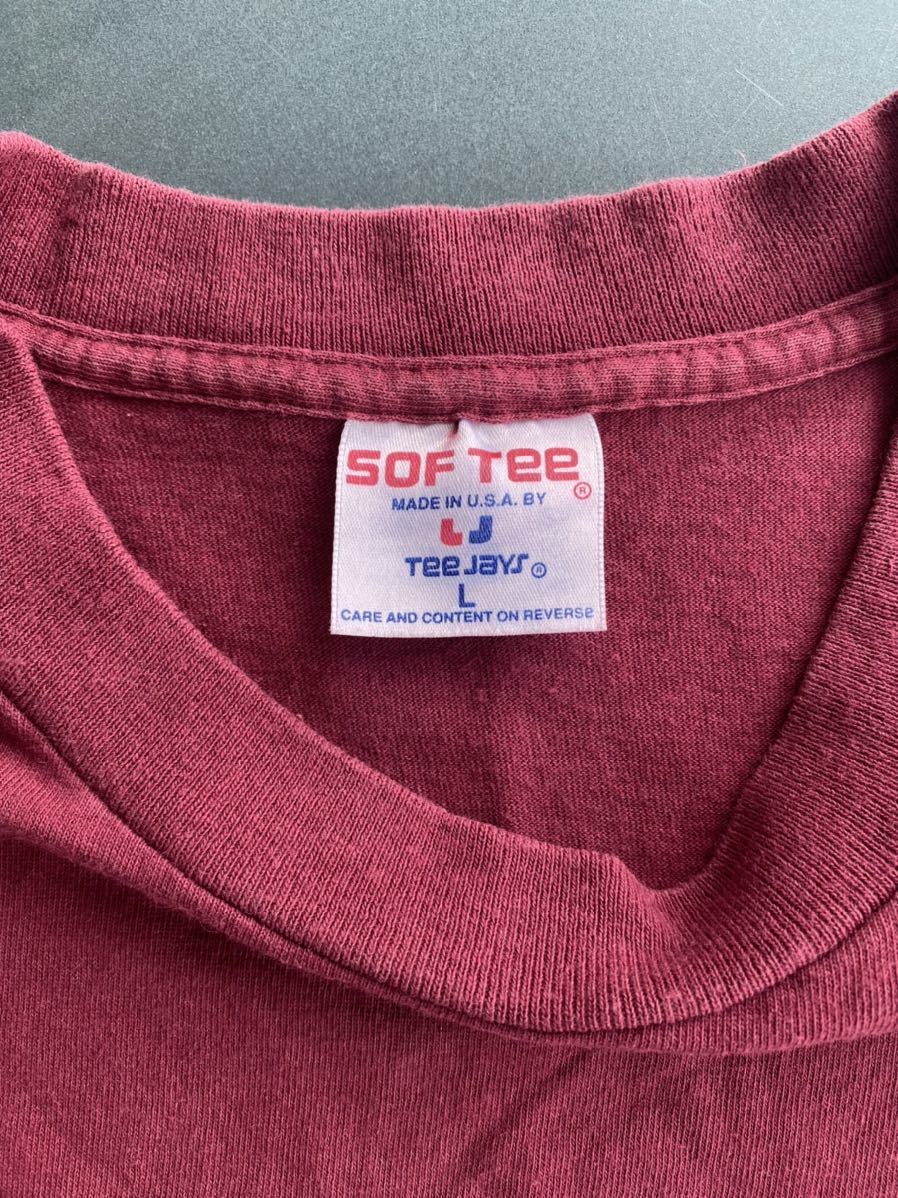 SOF TEE ®
MADE IN U.S.A. BY
TEE JAYS ®
L
CARE AND CONTENT ON REVERSE